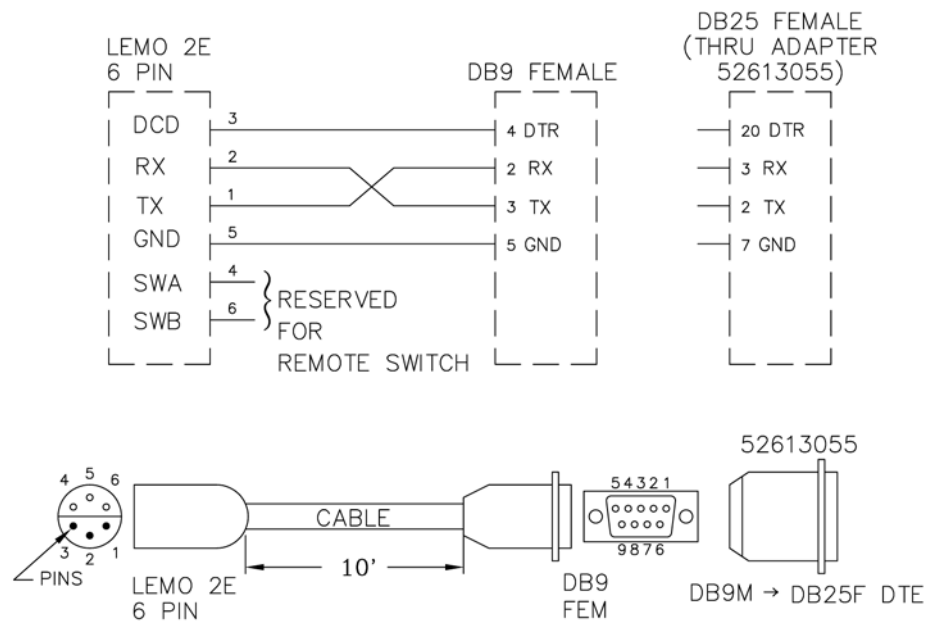 LEMO 2E
6 PIN
DCD 3
RX 2
TX 1
GND 5
SWA 4
SWB 6
RESERVED
FOR
REMOTE SWITCH
DB9 FEMALE
4 DTR
2 RX
3 TX
5 GND
DB25 FEMALE
(THRU ADAPTER
52613055)
20 DTR
3 RX
2 TX
7 GND
4 5 6
3 2 1
PINS
LEMO 2E
6 PIN
CABLE
10'
54321
9876
DB9
FEM
52613055
DB9M → DB25F DTE